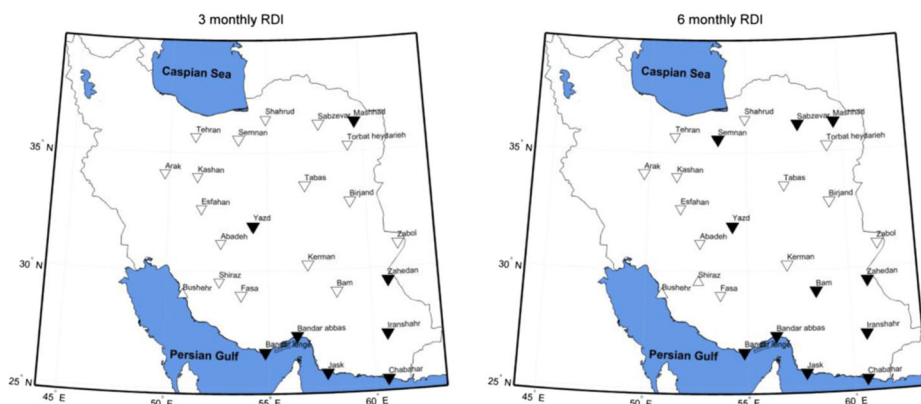 3 monthly RDI
Caspian Sea
Shahrud
Sabzevar Mashhad
Tehran
Semnan
Torbat heydarieh
35° N
Arak
Kashan
Tabas
Birjand
Esfahan
Yazd
Abadeh
Zabol
30° N
Kerman
Shiraz
Zahedan
Bushehr
Fasa
Bam
Bandar abbas
Iranshahr
Persian Gulf
Jask
Chabahar
25° N
45° E
50° E
55° E
60° E
6 monthly RDI
Caspian Sea
Shahrud
Sabzevar Mashhad
Tehran
Semnan
Torbat heydarieh
35° N
Arak
Kashan
Tabas
Birjand
Esfahan
Yazd
Abadeh
Zabol
30° N
Kerman
Shiraz
Zahedan
Bushehr
Fasa
Bam
Bandar abbas
Iranshahr
Persian Gulf
Jask
Chabahar
25° N
45° E
50° E
55° E
60° E